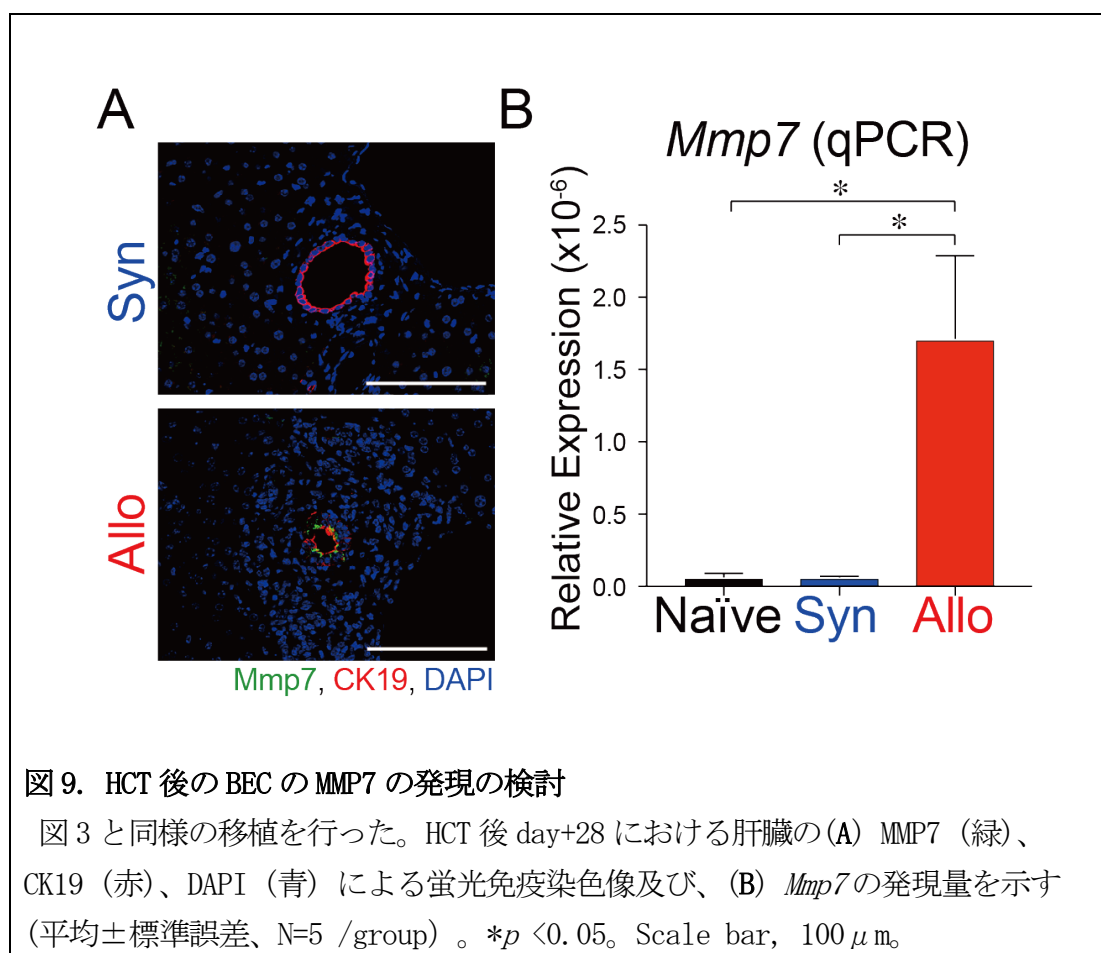 A
B
Mmp7 (qPCR)
*
*
Relative Expression (x10-6)
2.5
2.0
1.5
1.0
0.5
0.0
Naïve Syn Allo
Syn
Allo
Mmp7, CK19, DAPI
図9. HCT後のBECのMMP7の発現の検討
図3と同様の移植を行った。HCT後day+28における肝臓の(A) MMP7 (緑)、
CK19 (赤)、DAPI (青) による蛍光免疫染色像及び、(B) Mmp7の発現量を示す
(平均±標準誤差、N=5 /group) 。*p <0.05。Scale bar, 100μm。